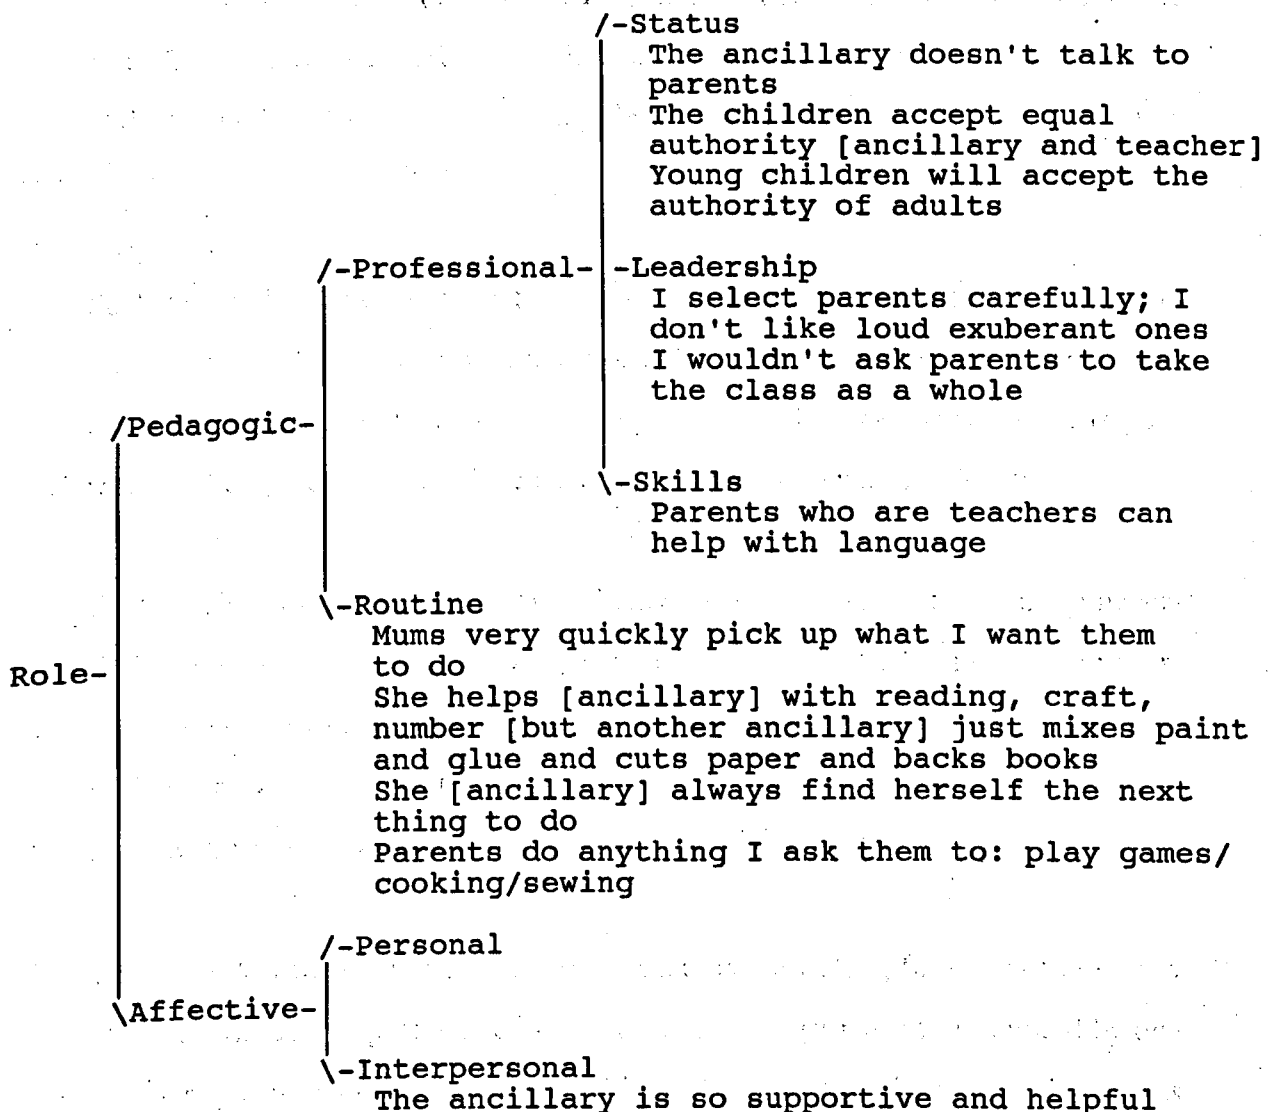 /-Status
The ancillary doesn't talk to
parents
The children accept equal
authority [ancillary and teacher]
Young children will accept the
authority of adults
/-Professional- -Leadership
I select parents carefully; I
don't like loud exuberant ones
I wouldn't ask parents to take
the class as a whole
/Pedagogic-
\-Skills
Parents who are teachers can
help with language
\-Routine
Mums very quickly pick up what I want them
to do
Role-
She helps [ancillary] with reading, craft,
number [but another ancillary] just mixes paint
and glue and cuts paper and backs books
She [ancillary] always find herself the next
thing to do
Parents do anything I ask them to: play games/
cooking/sewing
/-Personal
\Affective-
\-Interpersonal
The ancillary is so supportive and helpful